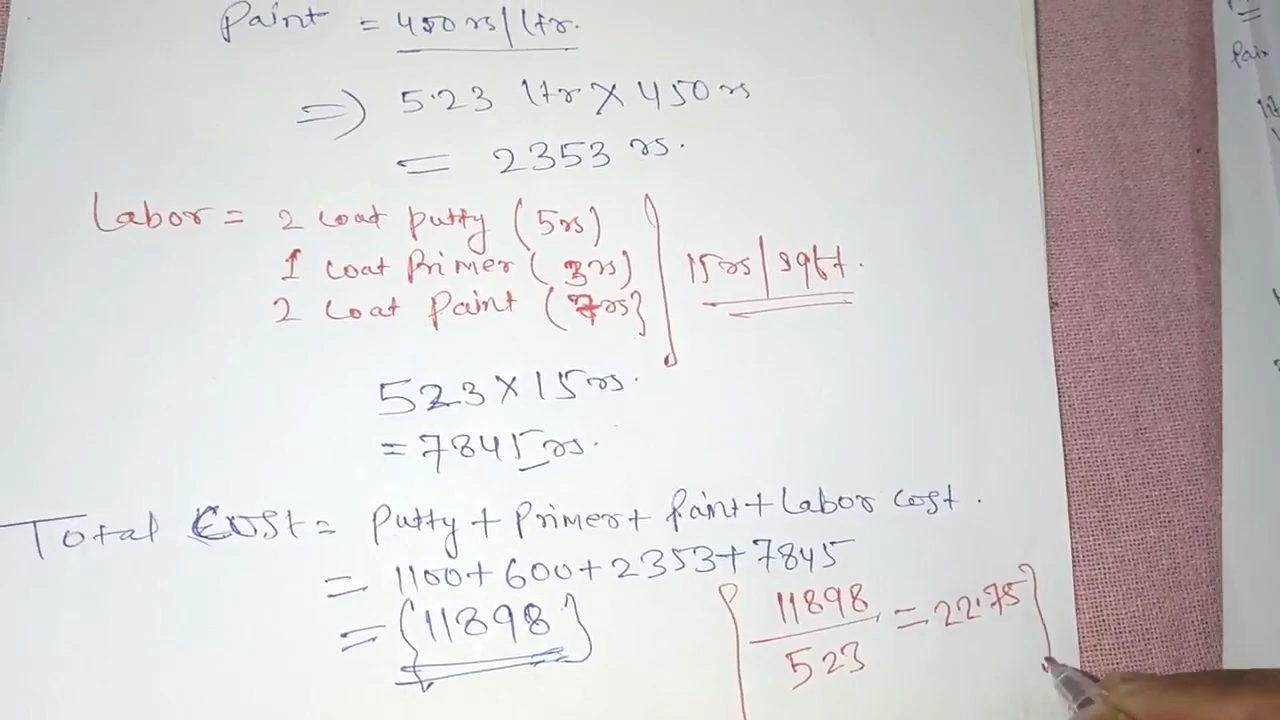 Paint = 450 rs/ltr.
=> 5.23 ltr X 450 rs
= 2353 rs.
Labor = 2 coat putty (5rs)
1 coat Primer (3rs)
2 coat Paint (7rs}
15rs/sqft.
523 X 15 rs.
= 7845 rs.
Total Cost = Putty + Primer + Paint + Labor cost.
= 1100 + 600 + 2353 + 7845
= {11898}
[11898
523
= 22.75]
Pain